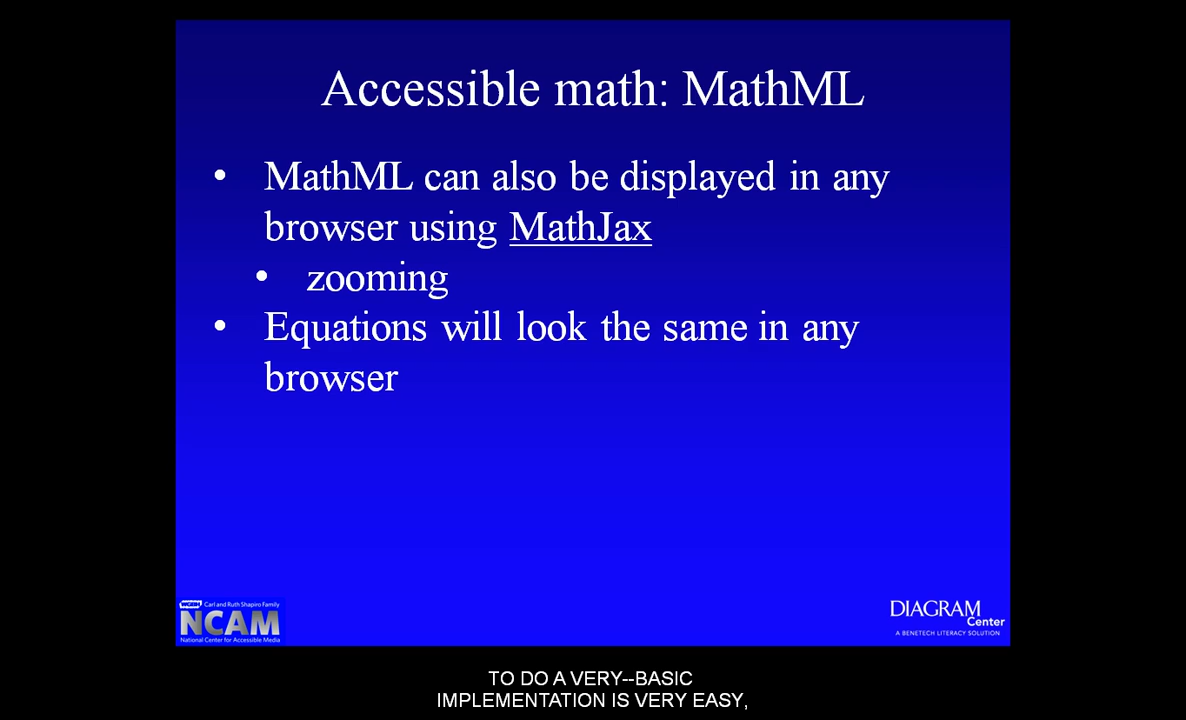 Accessible math: MathML
• MathML can also be displayed in any
browser using MathJax
• zooming
• Equations will look the same in any
browser
WGBH Carl and Ruth Shapiro Family
NCAM
National Center for Accessible Media
DIAGRAM
Center
A BENETECH LITERACY SOLUTION
TO DO A VERY--BASIC
IMPLEMENTATION IS VERY EASY,